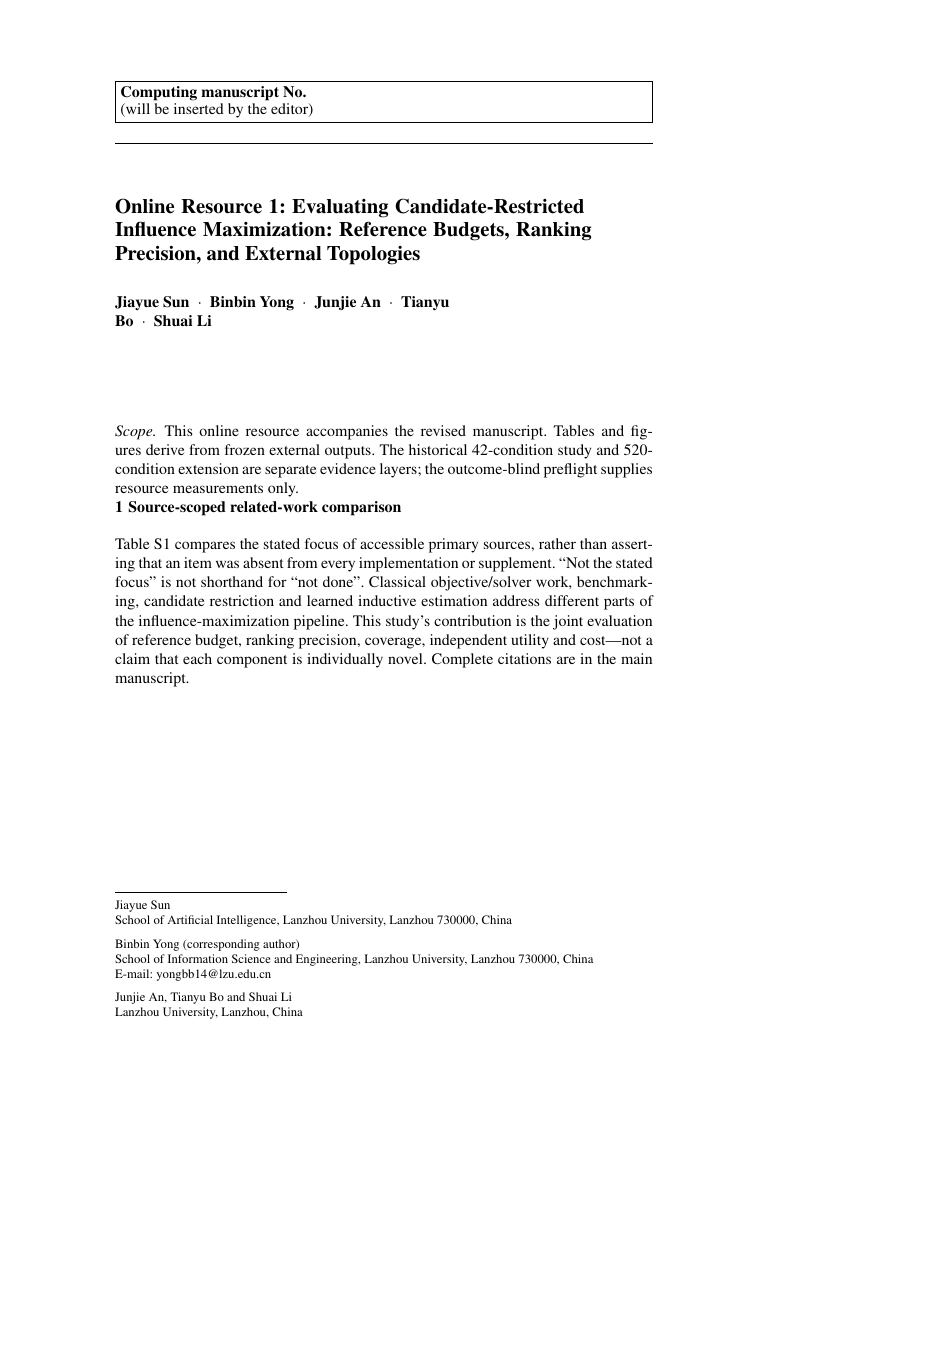 Computing manuscript No.
(will be inserted by the editor)
Online Resource 1: Evaluating Candidate-Restricted
Influence Maximization: Reference Budgets, Ranking
Precision, and External Topologies
Jiayue Sun · Binbin Yong · Junjie An · Tianyu
Bo · Shuai Li
Scope. This online resource accompanies the revised manuscript. Tables and fig-
ures derive from frozen external outputs. The historical 42-condition study and 520-
condition extension are separate evidence layers; the outcome-blind preflight supplies
resource measurements only.
1 Source-scoped related-work comparison
Table S1 compares the stated focus of accessible primary sources, rather than assert-
ing that an item was absent from every implementation or supplement. “Not the stated
focus” is not shorthand for “not done”. Classical objective/solver work, benchmark-
ing, candidate restriction and learned inductive estimation address different parts of
the influence-maximization pipeline. This study’s contribution is the joint evaluation
of reference budget, ranking precision, coverage, independent utility and cost—not a
claim that each component is individually novel. Complete citations are in the main
manuscript.
Jiayue Sun
School of Artificial Intelligence, Lanzhou University, Lanzhou 730000, China
Binbin Yong (corresponding author)
School of Information Science and Engineering, Lanzhou University, Lanzhou 730000, China
E-mail: yongbb14@lzu.edu.cn
Junjie An, Tianyu Bo and Shuai Li
Lanzhou University, Lanzhou, China